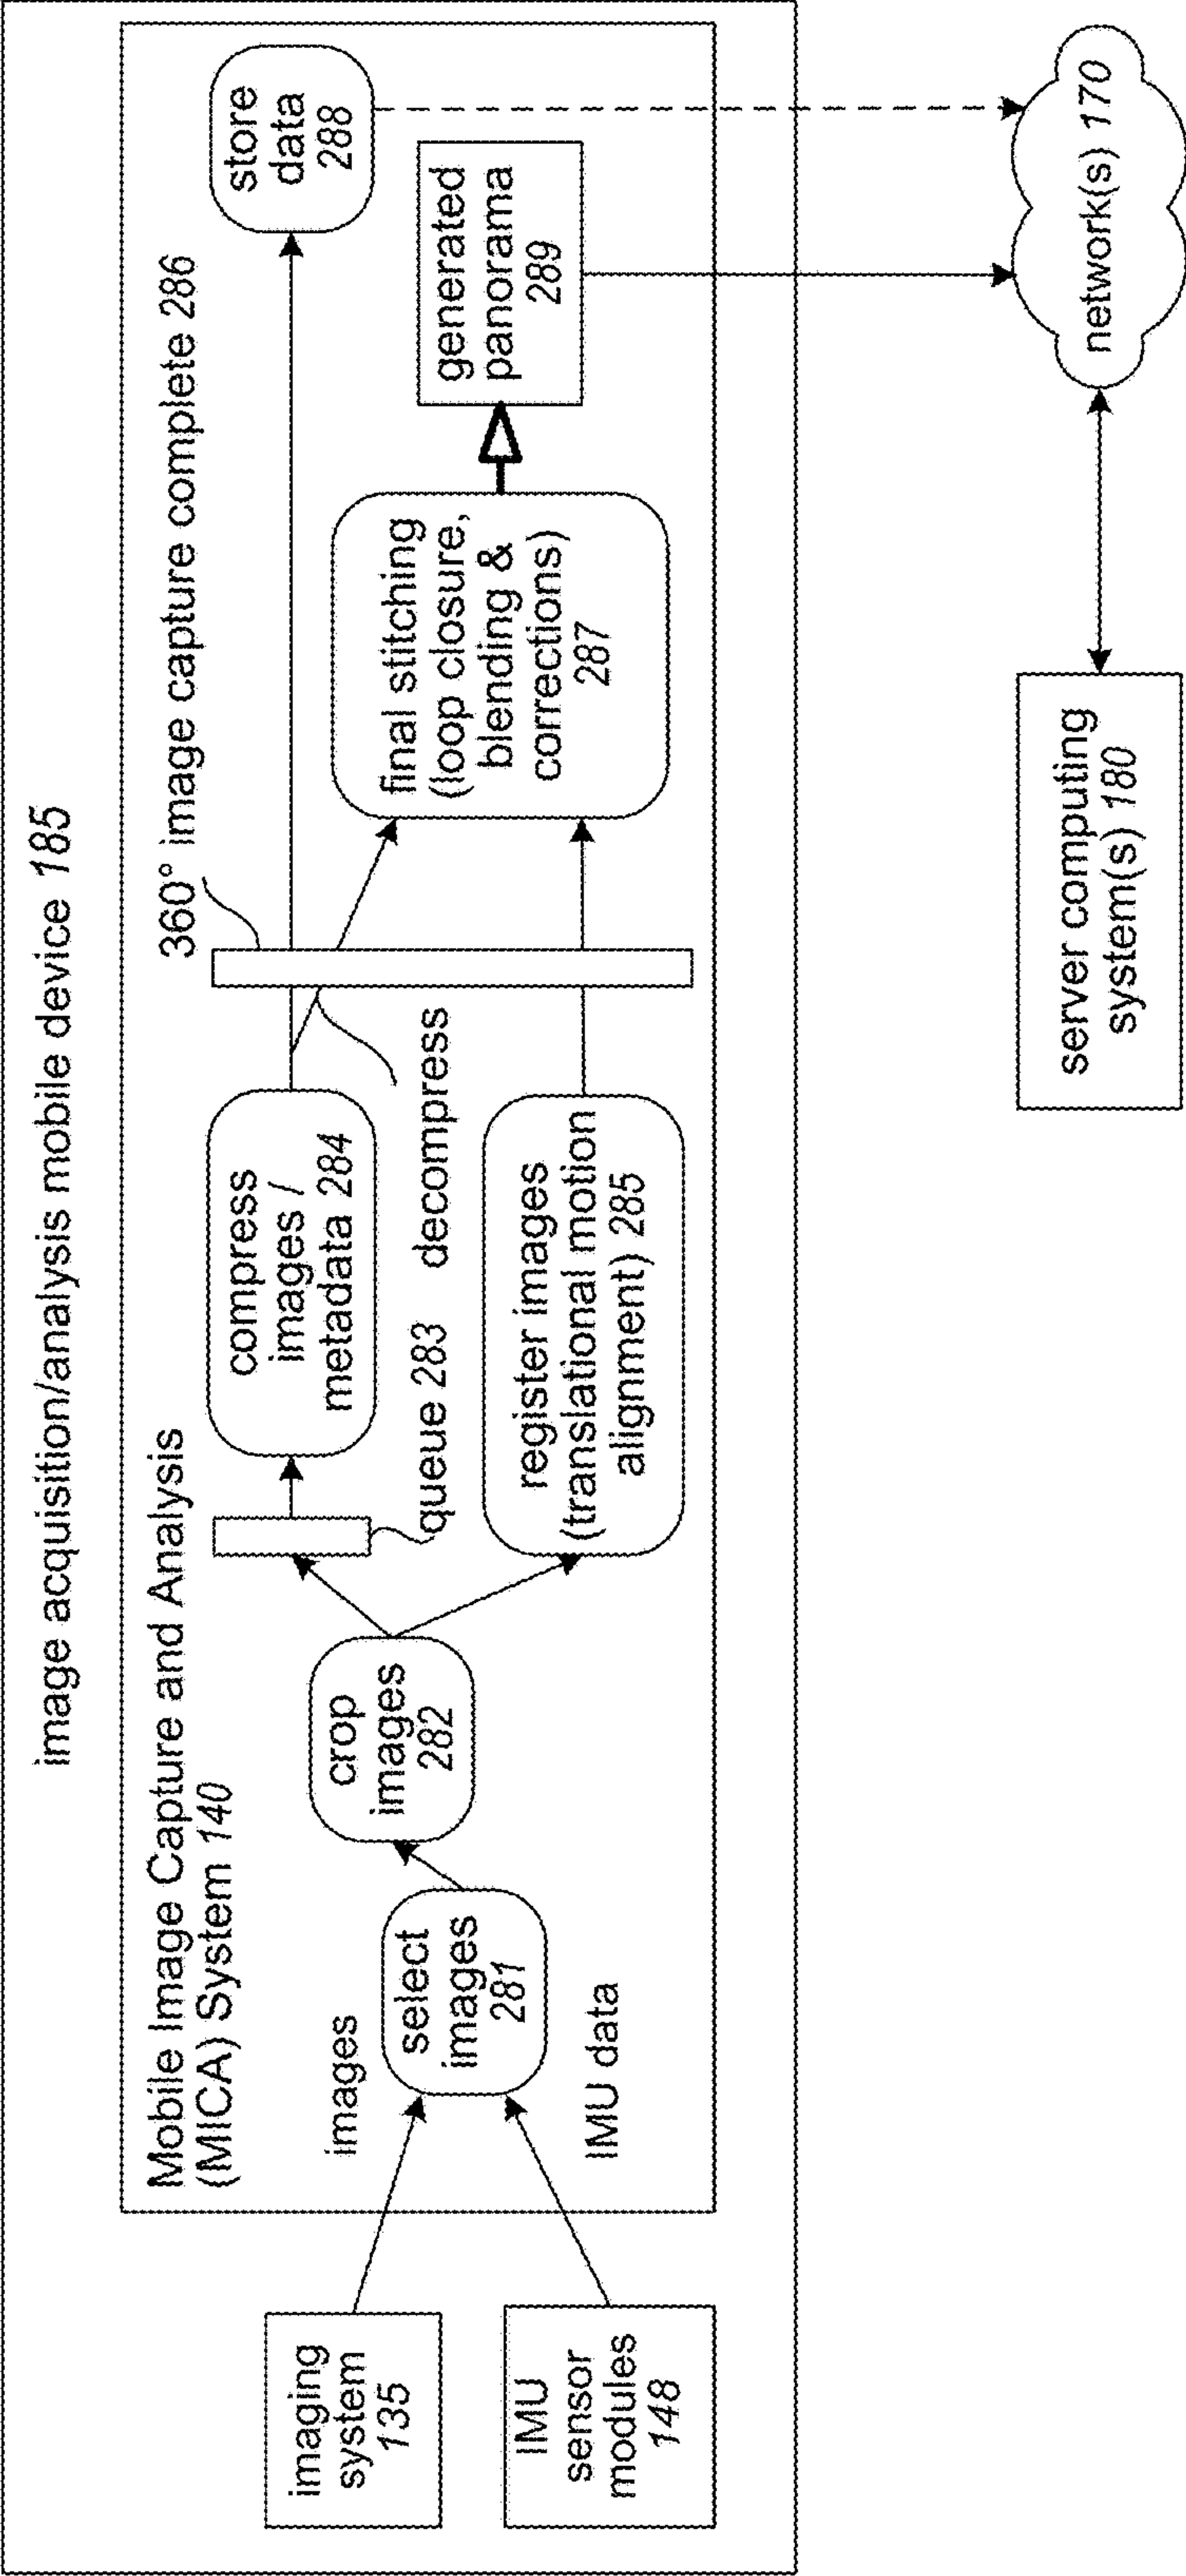 image acquisition/analysis mobile device 185
Mobile Image Capture and Analysis
(MICA) System 140
imaging
system
135
IMU
sensor
modules
148
images
IMU data
select
images
281
crop
images
282
queue 283
compress
images /
metadata 284
decompress
register images
(translational motion
alignment) 285
360° image capture complete 286
final stitching
(loop closure,
blending &
corrections)
287
store
data
288
generated
panorama
289
server computing
system(s) 180
network(s) 170